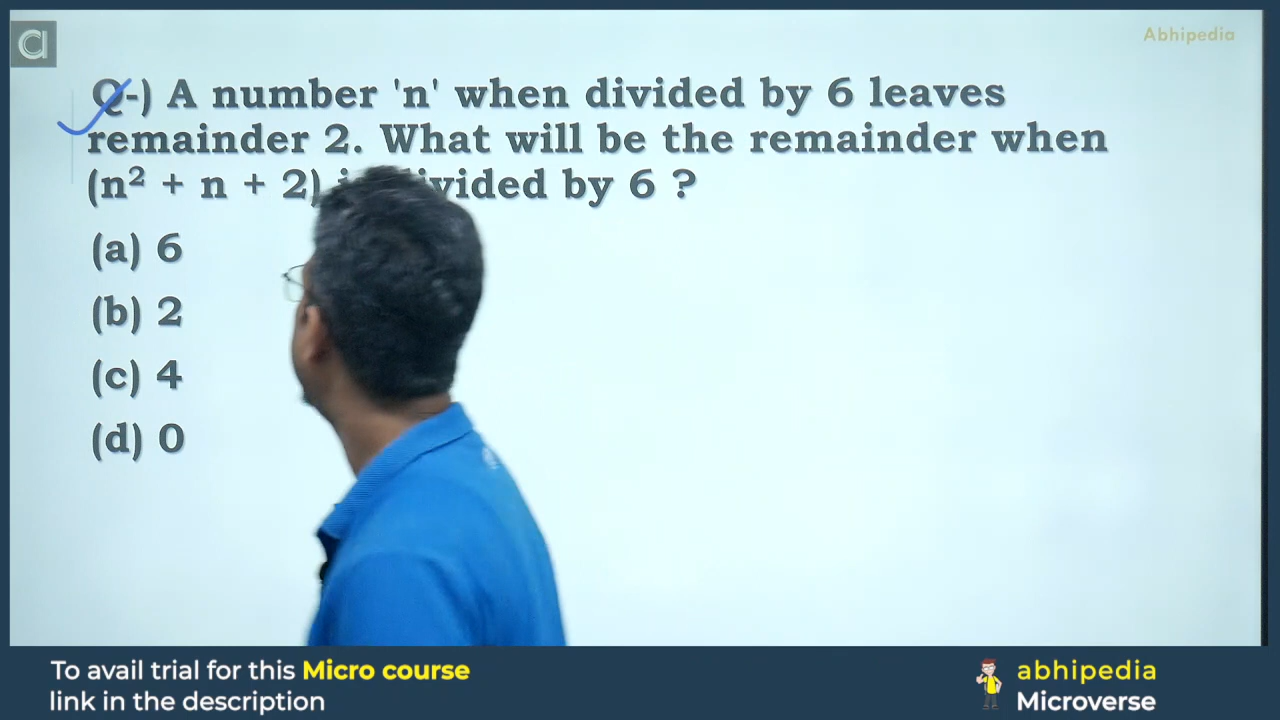 Abhipedia
Q-) A number 'n' when divided by 6 leaves
remainder 2. What will be the remainder when
(n² + n + 2) divided by 6 ?
(a) 6
(b) 2
(c) 4
(d) 0
To avail trial for this Micro course
link in the description
abhipedia
Microverse